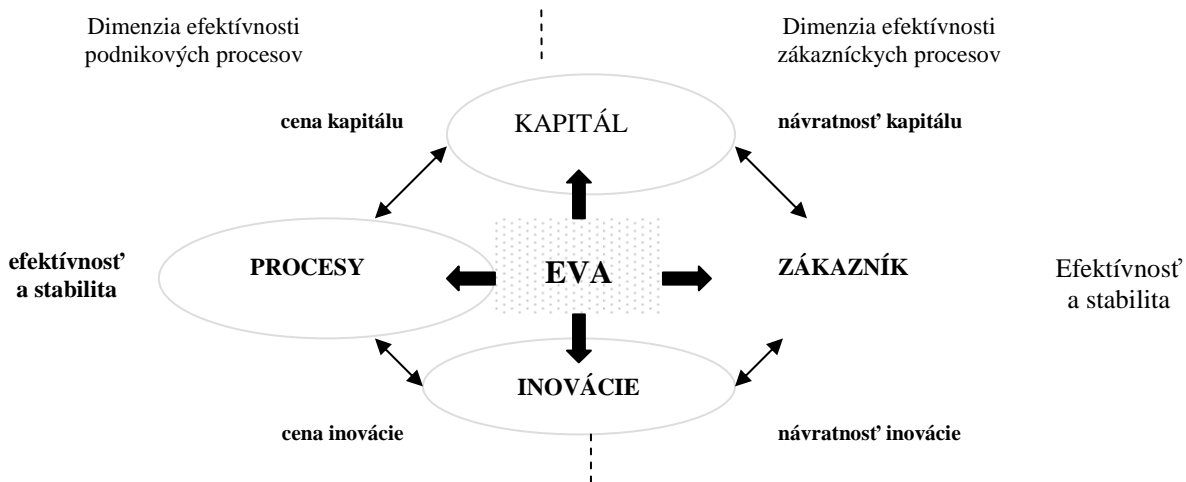 Dimenzia efektívnosti
podnikových procesov
Dimenzia efektívnosti
zákazníckych procesov
cena kapitálu
KAPITÁL
návratnosť kapitálu
efektívnosť
a stabilita
PROCESY
EVA
ZÁKAZNÍK
Efektívnosť
a stabilita
INOVÁCIE
cena inovácie
návratnosť inovácie